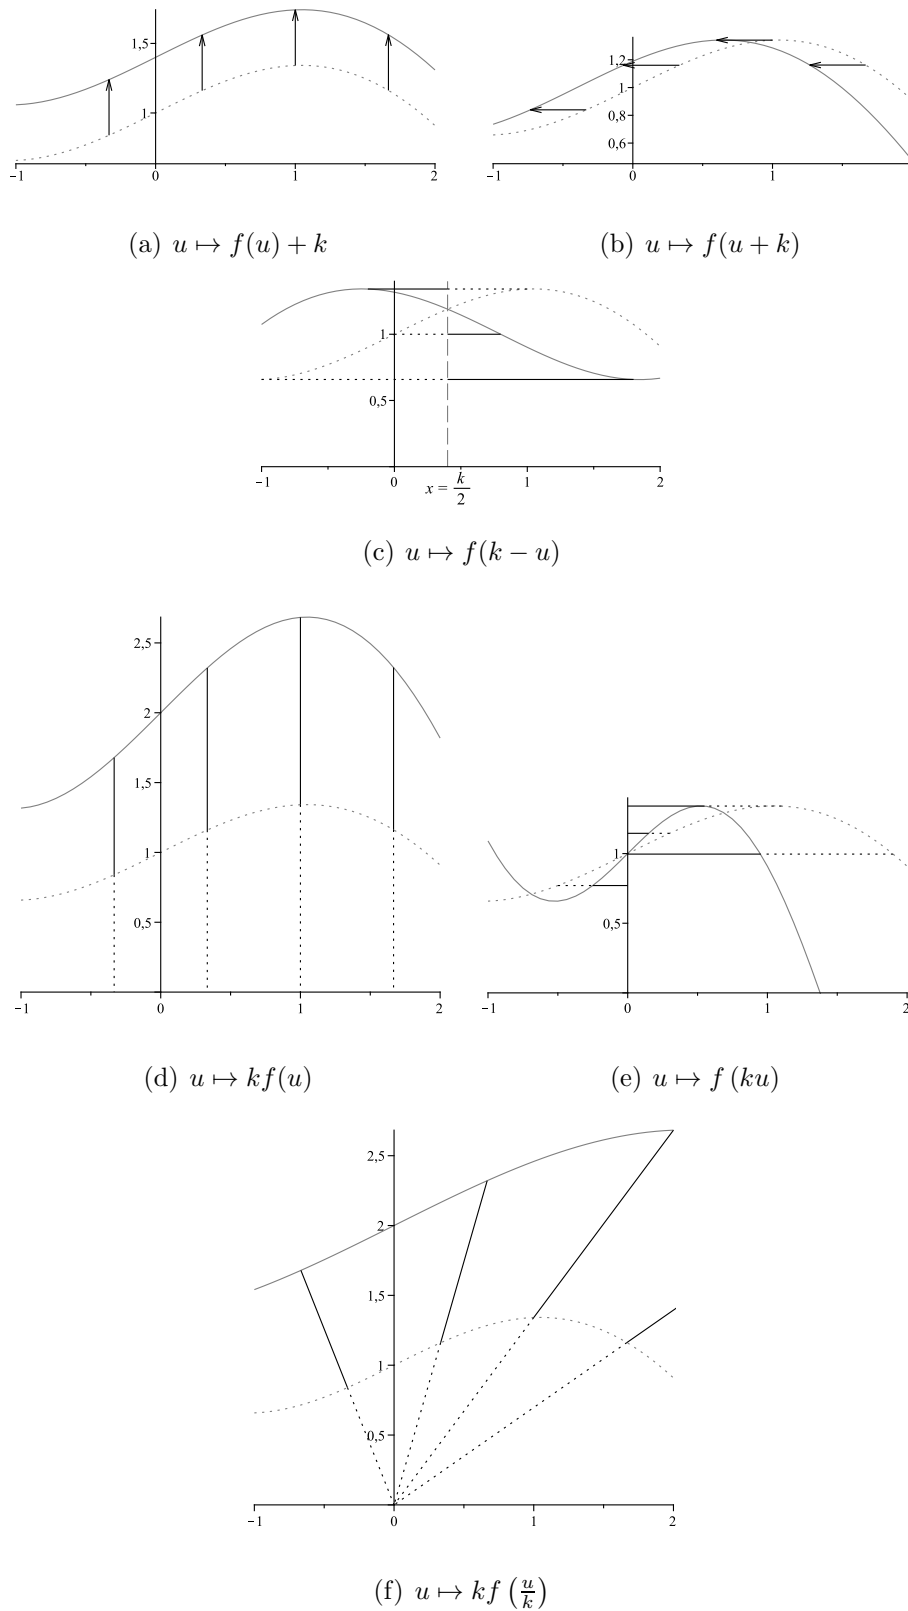 1,5
1
−1 0 1 2
1,2
1,0
0,8
0,6
−1 0 1
(a) u ↦ f(u) + k
(b) u ↦ f(u + k)
1
0,5
−1 0 1 2
x = k/2
(c) u ↦ f(k − u)
2,5
2
1,5
1
0,5
−1 0 1 2
1
0,5
−1 0 1 2
(d) u ↦ kf(u)
(e) u ↦ f (ku)
2,5
2
1,5
1
0,5
−1 0 1 2
(f) u ↦ kf (u/k)